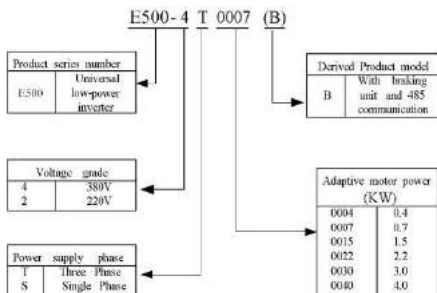 E500-4 T 0007 (B)
Product series number
E500 Universal low-power inverter
Voltage grade
4 380V
2 220V
Power supply phase
T Three Phase
S Single Phase
Derived Product model
B With braking unit and 485 communication
Adaptive motor power (KW)
0004 0.4
0007 0.7
0015 1.5
0022 2.2
0030 3.0
0040 4.0